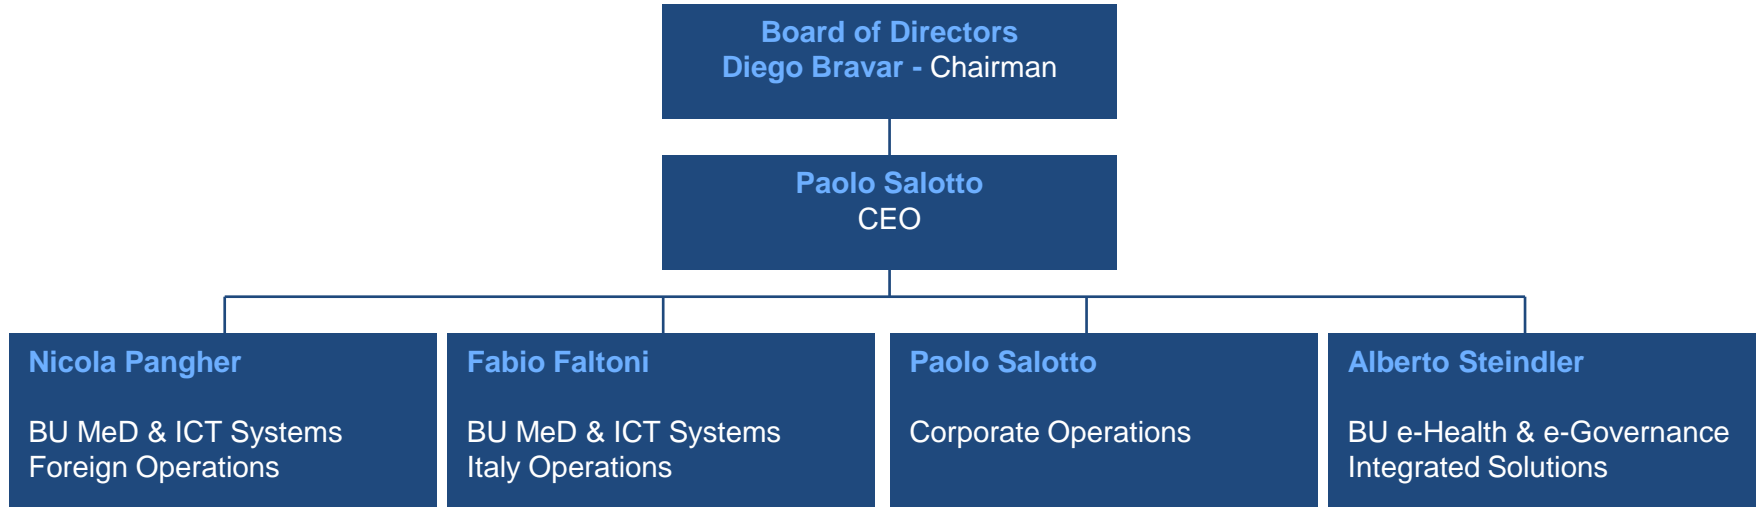 Board of Directors
Diego Bravar - Chairman
Paolo Salotto
CEO
Nicola Pangher
BU MeD & ICT Systems
Foreign Operations
Fabio Faltoni
BU MeD & ICT Systems
Italy Operations
Paolo Salotto
Corporate Operations
Alberto Steindler
BU e-Health & e-Governance
Integrated Solutions